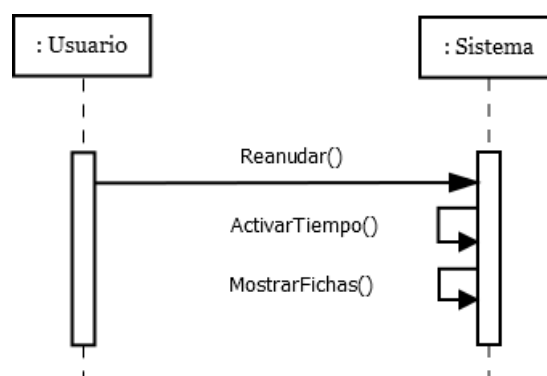 : Usuario
: Sistema
Reanudar()
ActivarTiempo()
MostrarFichas()